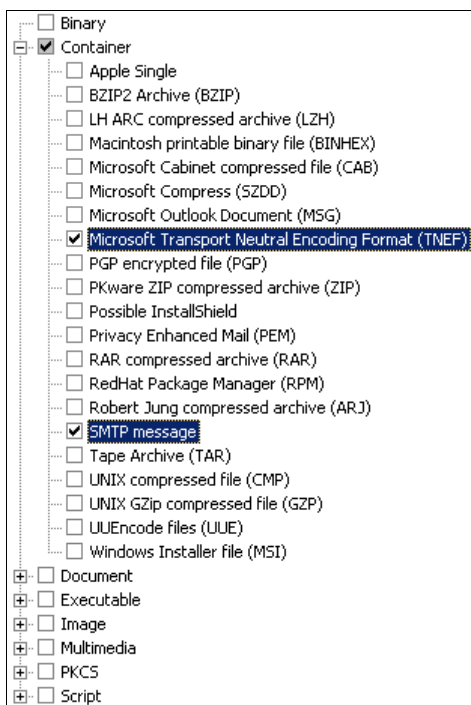 Binary
Container
Apple Single
BZIP2 Archive (BZIP)
LH ARC compressed archive (LZH)
Macintosh printable binary file (BINHEX)
Microsoft Cabinet compressed file (CAB)
Microsoft Compress (SZDD)
Microsoft Outlook Document (MSG)
Microsoft Transport Neutral Encoding Format (TNEF)
PGP encrypted file (PGP)
PKware ZIP compressed archive (ZIP)
Possible InstallShield
Privacy Enhanced Mail (PEM)
RAR compressed archive (RAR)
RedHat Package Manager (RPM)
Robert Jung compressed archive (ARJ)
SMTP message
Tape Archive (TAR)
UNIX compressed file (CMP)
UNIX GZip compressed file (GZP)
UUEncode files (UUE)
Windows Installer file (MSI)
Document
Executable
Image
Multimedia
PKCS
Script